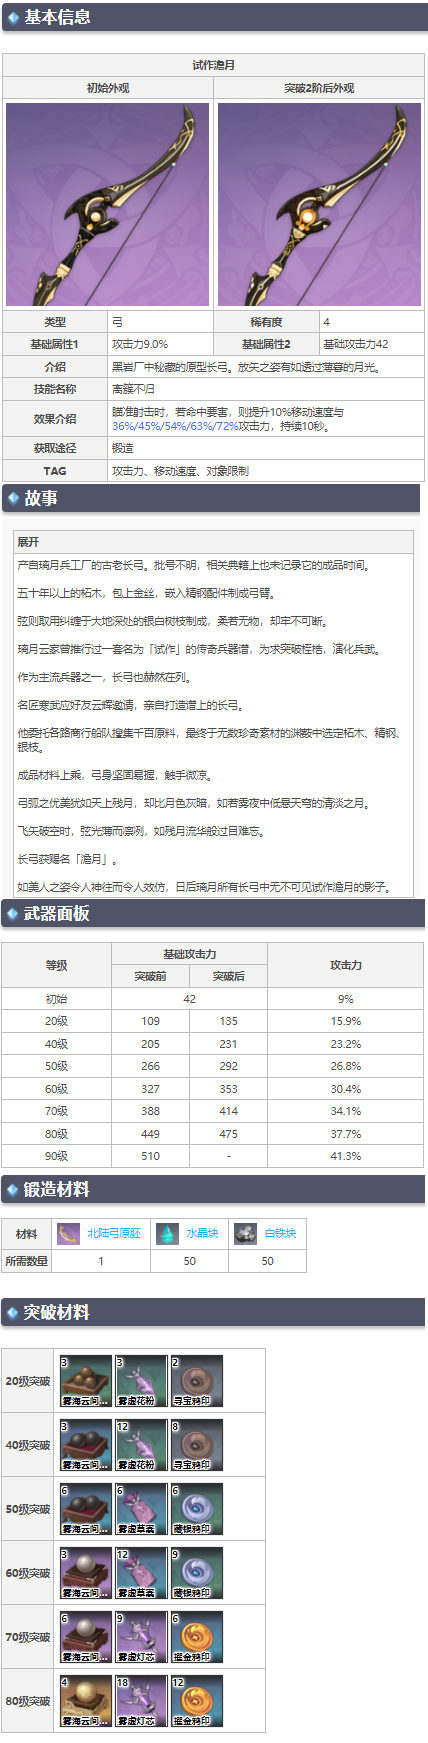 基本信息
试作澹月
初始外观 突破2阶后外观
类型 弓 稀有度 4
基础属性1 攻击力9.0% 基础属性2 基础攻击力42
介绍 黑岩厂中秘藏的原型长弓。放矢之姿有如透过薄暮的月光。
技能名称 离簇不归
效果介绍 瞄准射击时，若命中要害，则提升10%移动速度与
36%/45%/54%/63%/72%攻击力，持续10秒。
获取途径 锻造
TAG 攻击力、移动速度、对象限制
故事
展开
产自璃月兵工厂的古老长弓。批号不明，相关典籍上也未记录它的成品时间。
五十年以上的柘木，包上金丝，嵌入精钢配件制成弓臂。
弦则取用纠缠于大地深处的银白树枝制成，柔若无物，却牢不可断。
璃月云家曾推行过一套名为「试作」的传奇兵器谱，为求突破桎梏，演化兵武。
作为主流兵器之一，长弓也赫然在列。
名匠寒武应好友云辉邀请，亲自打造谱上的长弓。
他委托各路商行船队搜集千百原料，最终于无数珍奇素材的渊薮中选定柘木、精钢、
银枝。
成品材料上乘，弓身坚固易握，触手微凉。
弓弧之优美犹如天上残月，却比月色灰暗，如若雾夜中低悬天穹的清淡之月。
飞矢破空时，弦光薄而凛冽，如残月流华般过目难忘。
长弓获赐名「澹月」。
如美人之姿令人神往而令人效仿，日后璃月所有长弓中无不可见试作澹月的影子。
武器面板
等级 基础攻击力 攻击力
突破前 突破后
初始 42 9%
20级 109 135 15.9%
40级 205 231 23.2%
50级 266 292 26.8%
60级 327 353 30.4%
70级 388 414 34.1%
80级 449 475 37.7%
90级 510 - 41.3%
锻造材料
材料 北陆弓原胚 水晶块 白铁块
所需数量 1 50 50
突破材料
20级突破 3 雾海云间... 3 雾虚花粉 2 寻宝鸦印
40级突破 3 雾海云间... 12 雾虚花粉 8 寻宝鸦印
50级突破 6 雾海云间... 6 雾虚草囊 6 藏银鸦印
60级突破 3 雾海云间... 12 雾虚草囊 9 藏银鸦印
70级突破 6 雾海云间... 9 雾虚灯芯 6 攫金鸦印
80级突破 4 雾海云间... 18 雾虚灯芯 12 攫金鸦印